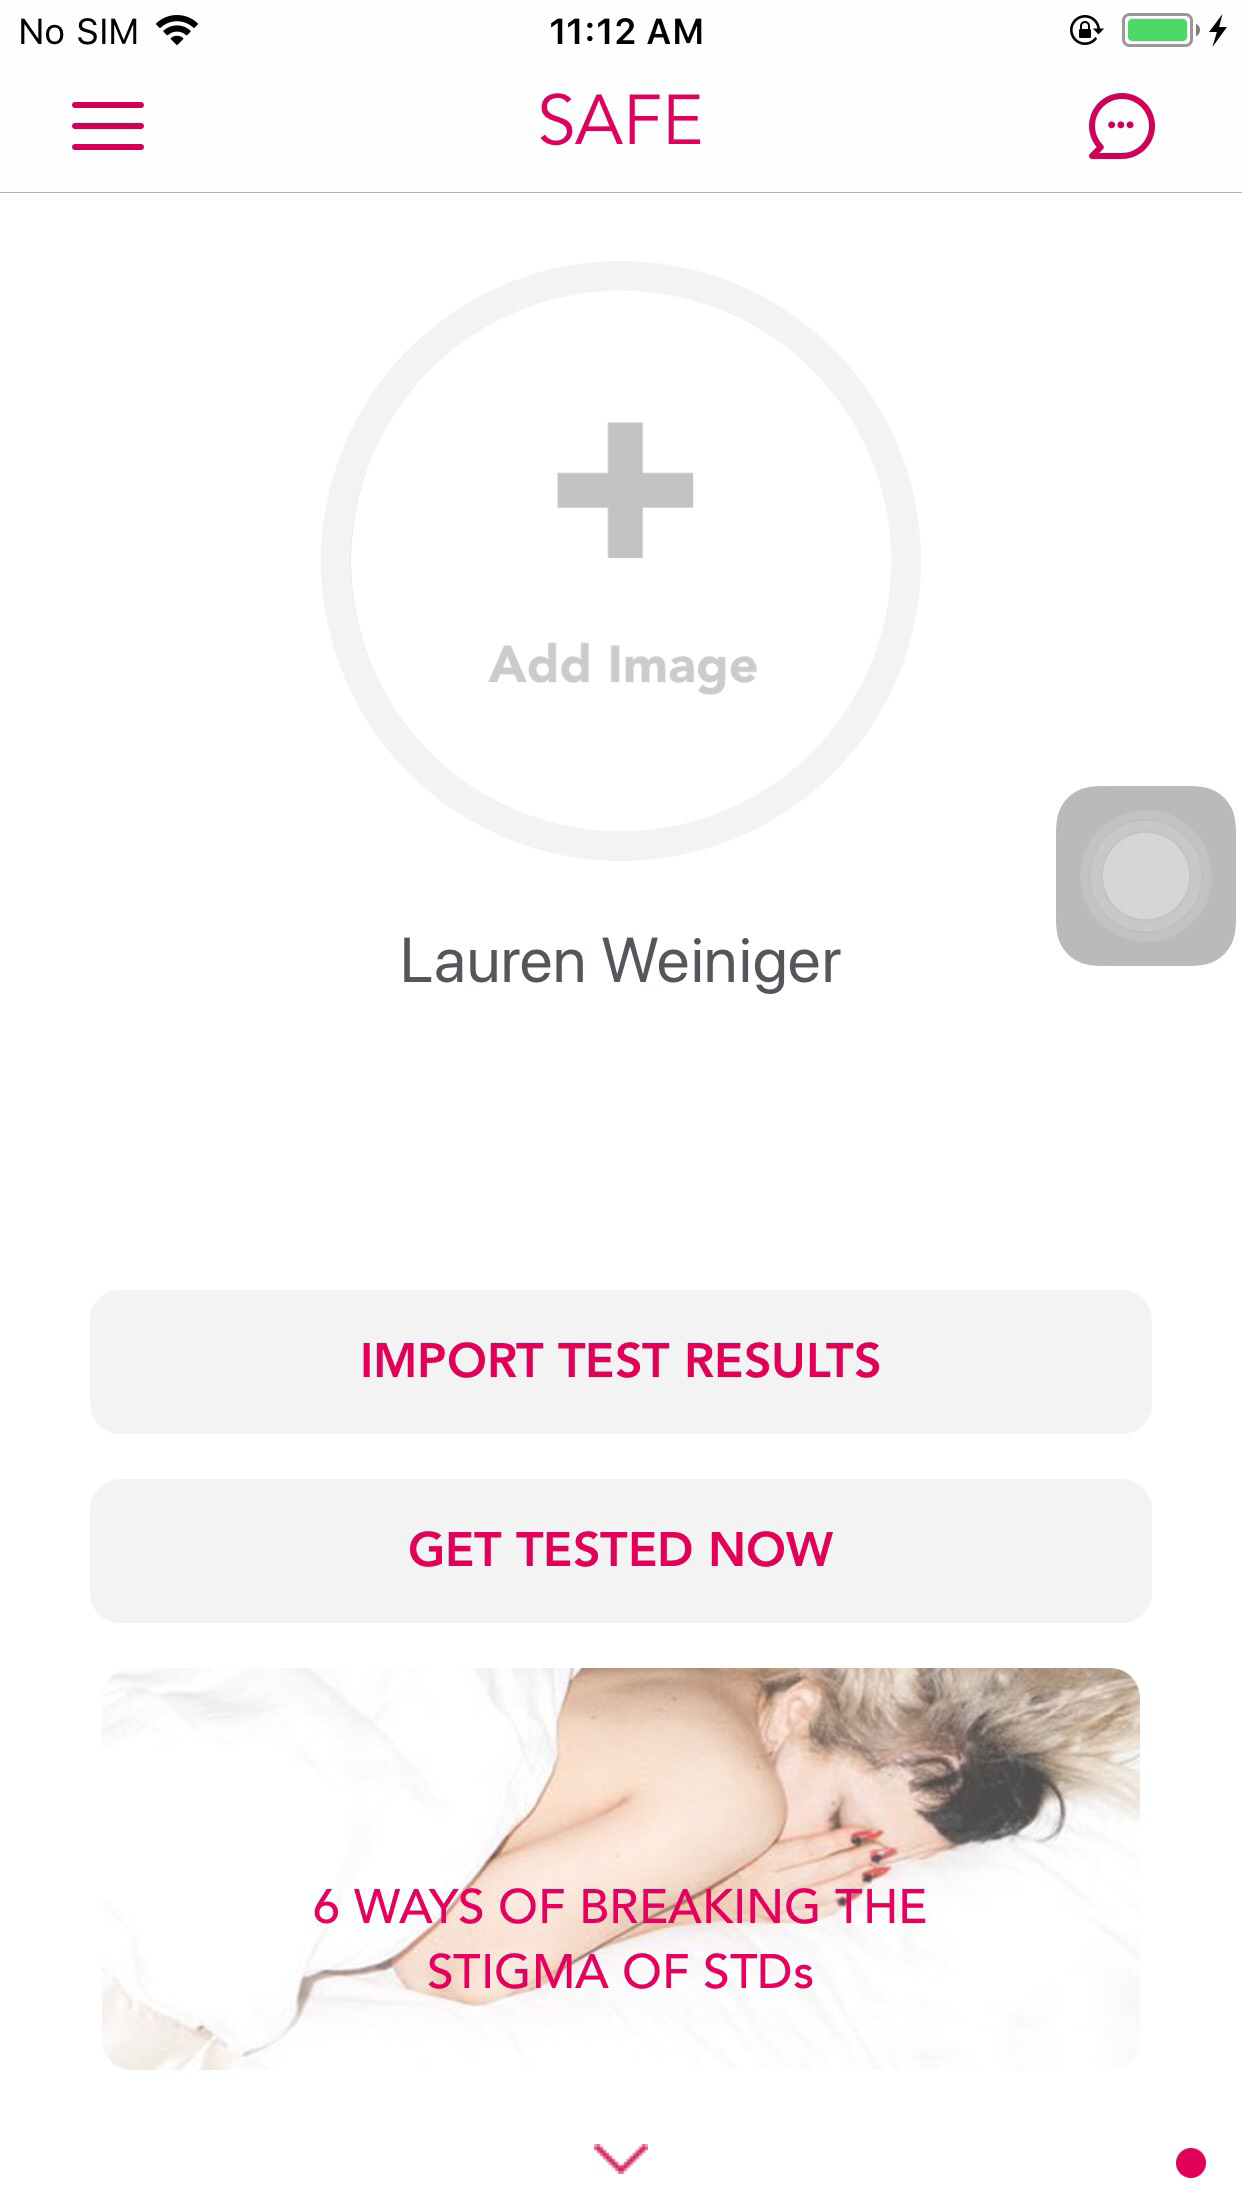 No SIM
11:12 AM
SAFE
Add Image
Lauren Weiniger
IMPORT TEST RESULTS
GET TESTED NOW
6 WAYS OF BREAKING THE
STIGMA OF STDs